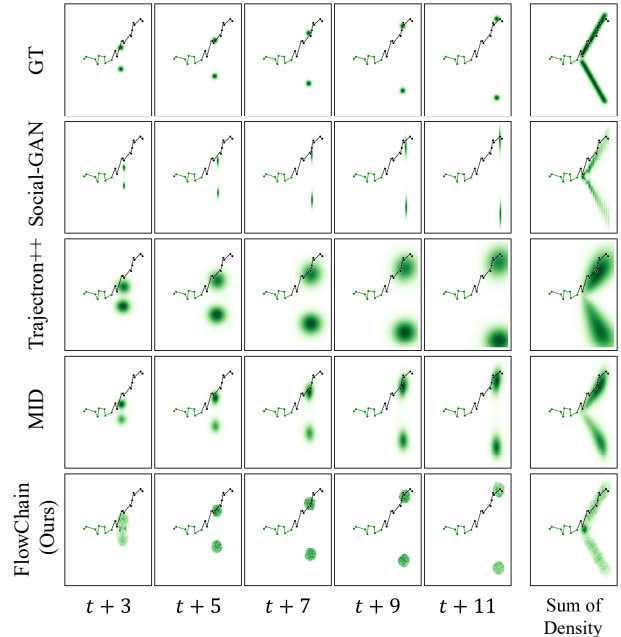 GT
Social-GAN
Trajectron++
MID
FlowChain
(Ours)
t + 3
t + 5
t + 7
t + 9
t + 11
Sum of
Density